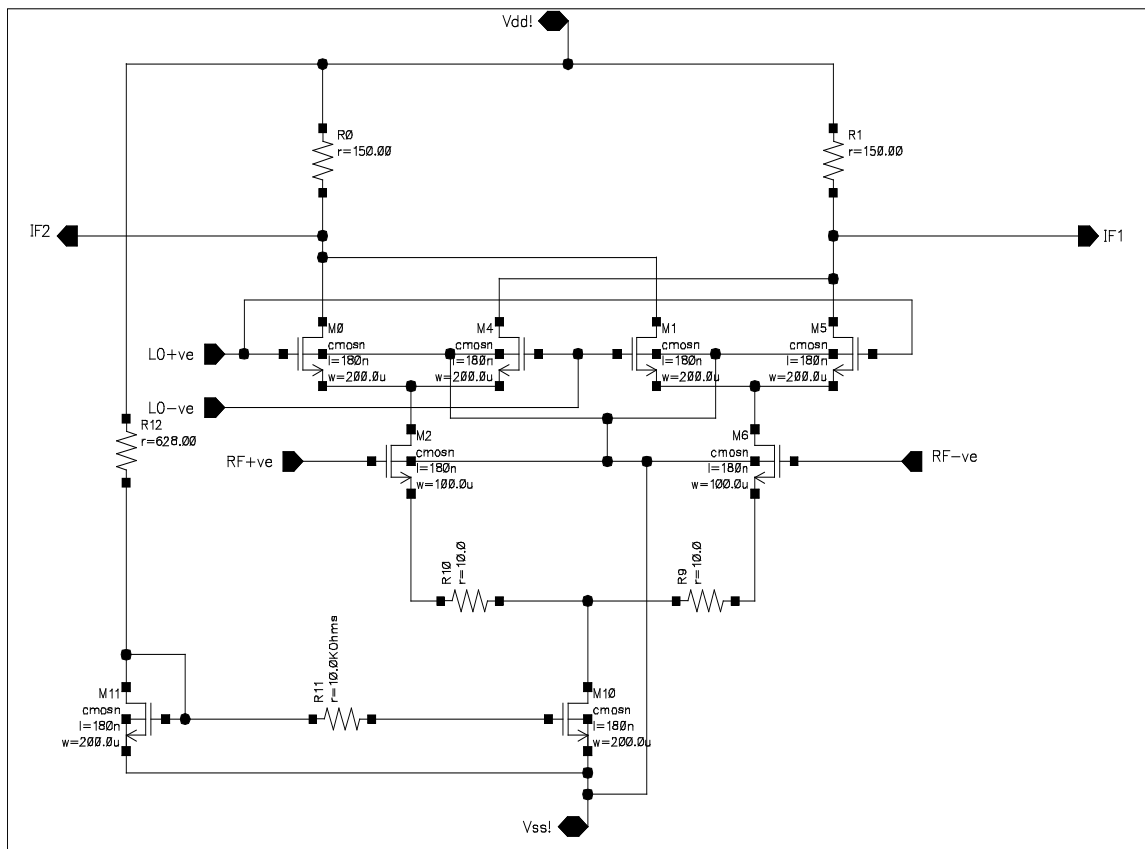 Vdd!
R0
r=150.00
R1
r=150.00
IF2
IF1
M0
cmosn
l=180n
w=200.0u
M4
cmosn
l=180n
w=200.0u
M1
cmosn
l=180n
w=200.0u
M5
cmosn
l=180n
w=200.0u
LO+ve
LO-ve
R12
r=628.00
M2
cmosn
l=180n
w=100.0u
M6
cmosn
l=180n
w=100.0u
RF+ve
RF-ve
R10
r=10.0
R9
r=10.0
M11
cmosn
l=180n
w=200.0u
R11
r=10.0KOhms
M10
cmosn
l=180n
w=200.0u
Vss!